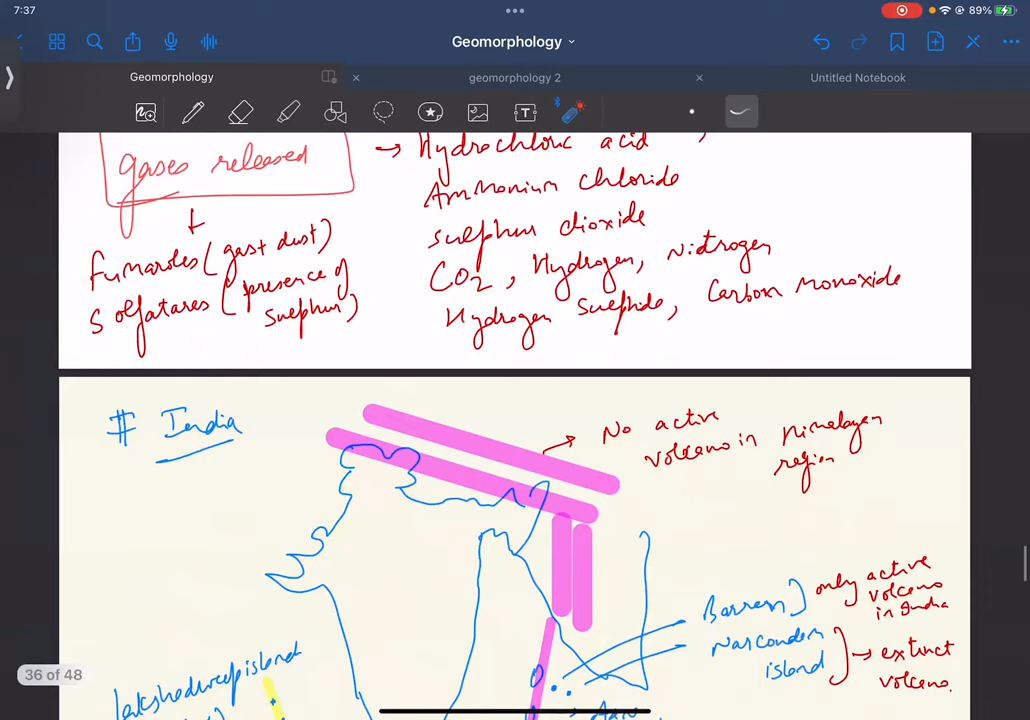 7:37
89%
Geomorphology
Geomorphology
geomorphology 2
Untitled Notebook
gases released
Fumaroles (gas + dust)
Solfatares (presence of
sulphur)
→ Hydrochloric acid
Ammonium chloride
sulphur dioxide
CO2, Hydrogen, Nitrogen
Hydrogen Sulphide, Carbon Monoxide
# India
No active
volcano in Himalayan
region
Barren
only active
volcano
in India
Narcondam
island
→ extinct
volcano.
lakshadweep island
36 of 48